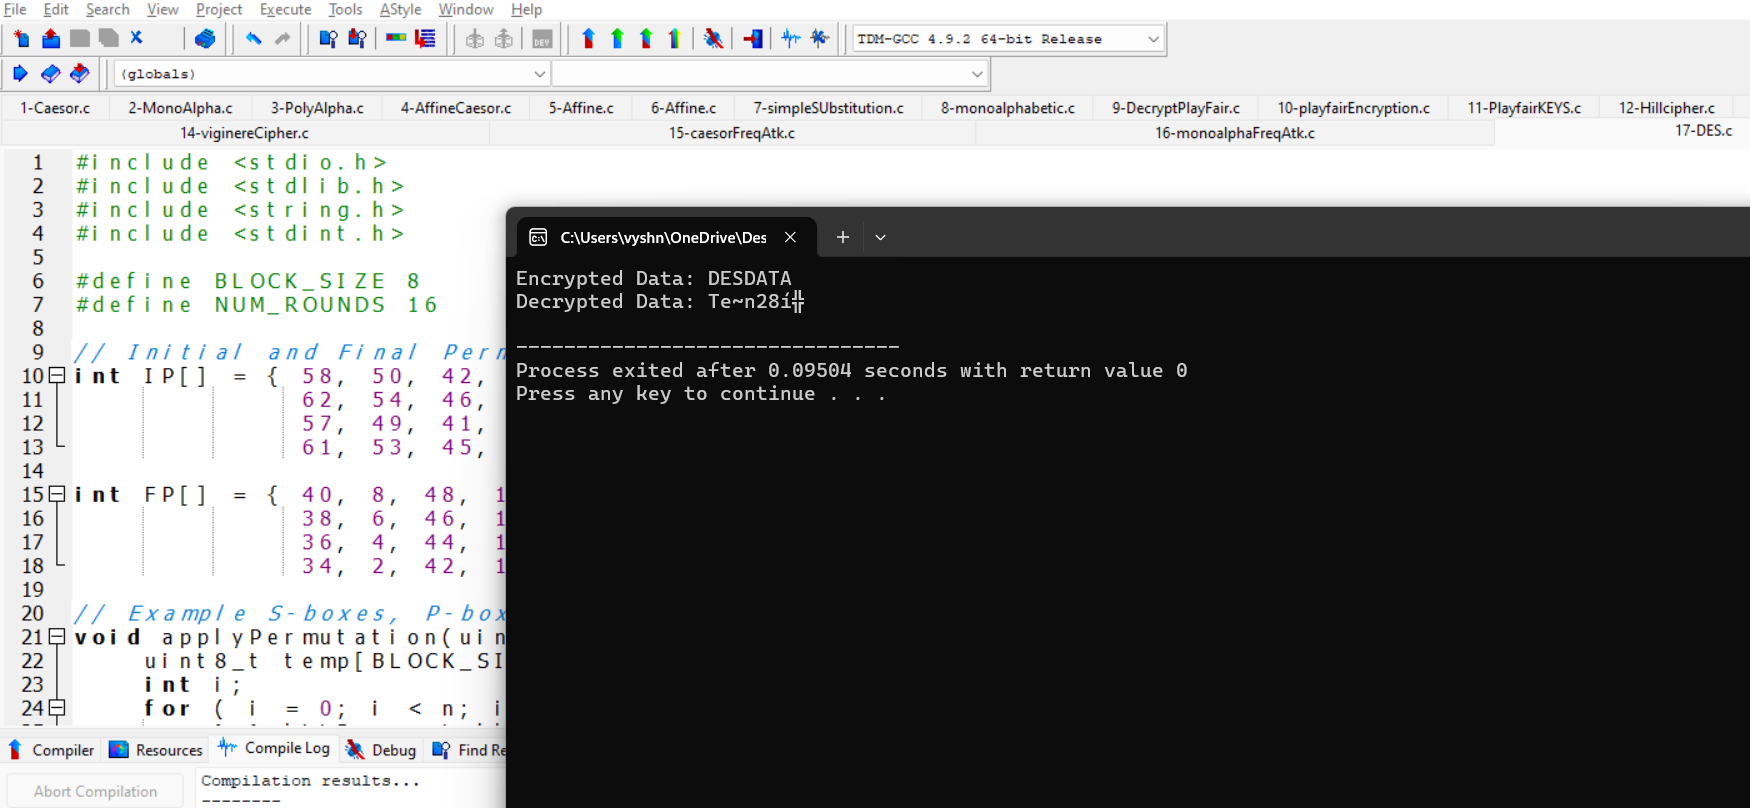 File Edit Search View Project Execute Tools AStyle Window Help
DEV TDM-GCC 4.9.2 64-bit Release
(globals)
1-Caesor.c 2-MonoAlpha.c 3-PolyAlpha.c 4-AffineCaesor.c 5-Affine.c 6-Affine.c 7-simpleSUbstitution.c 8-monoalphabetic.c 9-DecryptPlayFair.c 10-playfairEncryption.c 11-PlayfairKEYS.c 12-Hillcipher.c
14-viginereCipher.c 15-caesorFreqAtk.c 16-monoalphaFreqAtk.c 17-DES.c
1 #include <stdio.h>
2 #include <stdlib.h>
3 #include <string.h>
4 #include <stdint.h>
5
6 #define BLOCK_SIZE 8
7 #define NUM_ROUNDS 16
8
9 // Initial and Final Perm
10 int IP[] = { 58, 50, 42,
11 62, 54, 46,
12 57, 49, 41,
13 61, 53, 45,
14
15 int FP[] = { 40, 8, 48, 1
16 38, 6, 46, 1
17 36, 4, 44, 1
18 34, 2, 42, 1
19
20 // Example S-boxes, P-box
21 void applyPermutation(uin
22 uint8_t temp[BLOCK_SI
23 int i;
24 for ( i = 0; i < n; i
C:\Users\vyshn\OneDrive\Des
Encrypted Data: DESDATA
Decrypted Data: Te~n28í╬
--------------------------------
Process exited after 0.09504 seconds with return value 0
Press any key to continue . . .
Compiler Resources Compile Log Debug Find Re
Abort Compilation
Compilation results...
--------